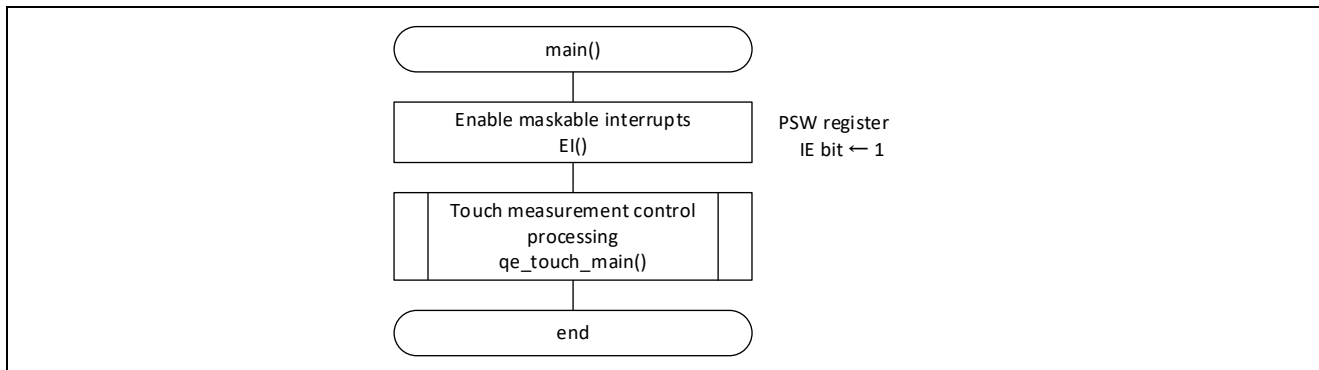 main()
Enable maskable interrupts
EI()
PSW register
IE bit ← 1
Touch measurement control
processing
qe_touch_main()
end